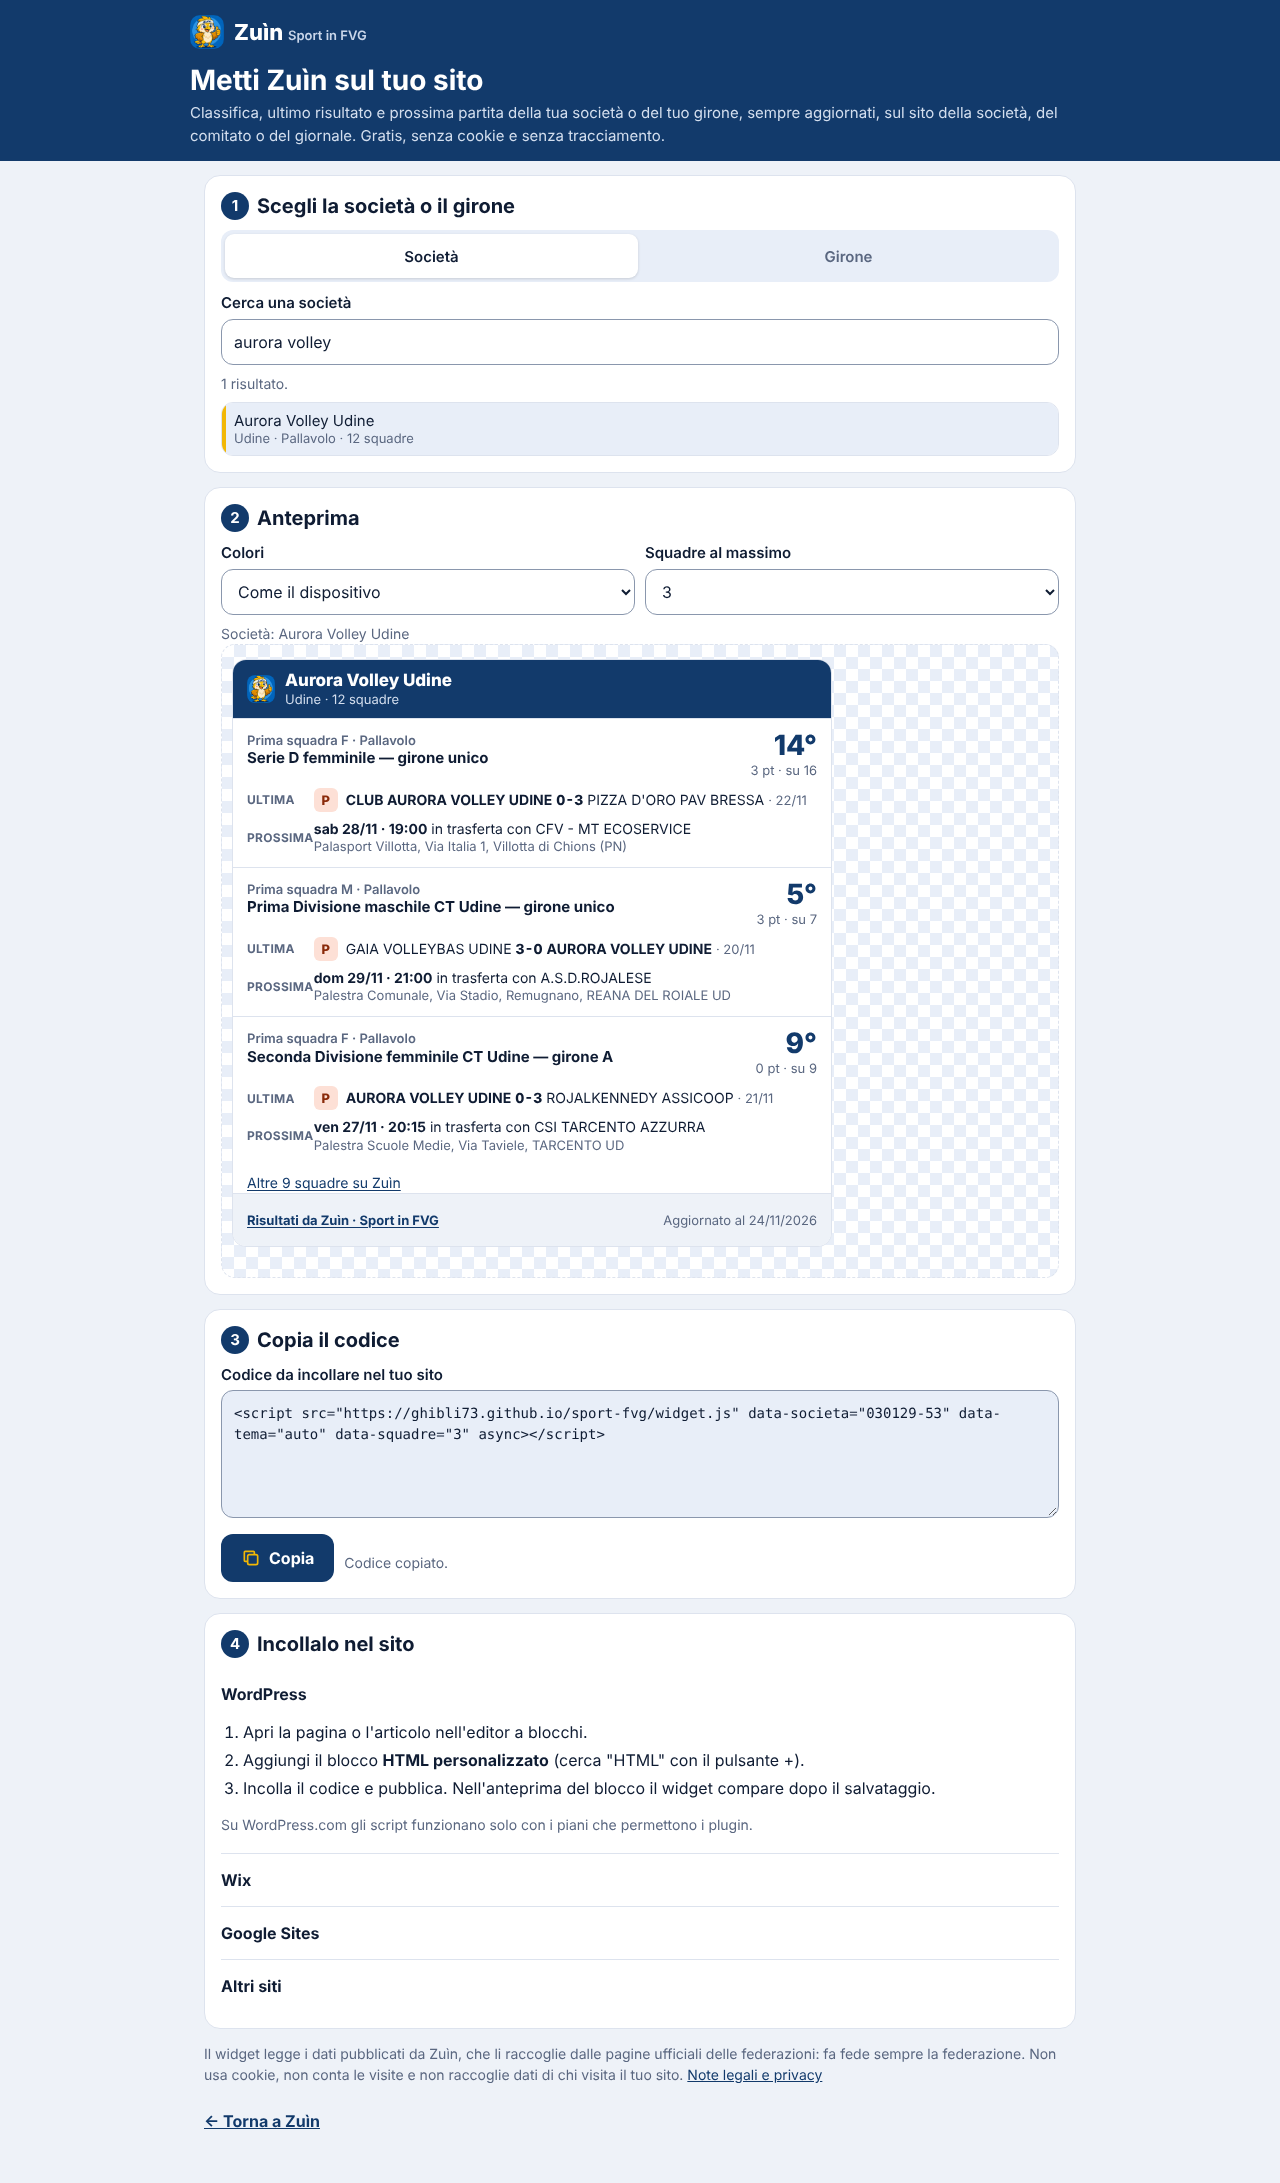 Zuìn Sport in FVG
Metti Zuìn sul tuo sito
Classifica, ultimo risultato e prossima partita della tua società o del tuo girone, sempre aggiornati, sul sito della società, del
comitato o del giornale. Gratis, senza cookie e senza tracciamento.
1 Scegli la società o il girone
Società Girone
Cerca una società
aurora volley
1 risultato.
Aurora Volley Udine
Udine · Pallavolo · 12 squadre
2 Anteprima
Colori Squadre al massimo
Come il dispositivo 3
Società: Aurora Volley Udine
Aurora Volley Udine
Udine · 12 squadre
Prima squadra F · Pallavolo 14°
Serie D femminile — girone unico
3 pt · su 16
ULTIMA P CLUB AURORA VOLLEY UDINE 0-3 PIZZA D'ORO PAV BRESSA · 22/11
PROSSIMA sab 28/11 · 19:00 in trasferta con CFV - MT ECOSERVICE
Palasport Villotta, Via Italia 1, Villotta di Chions (PN)
Prima squadra M · Pallavolo 5°
Prima Divisione maschile CT Udine — girone unico
3 pt · su 7
ULTIMA P GAIA VOLLEYBAS UDINE 3-0 AURORA VOLLEY UDINE · 20/11
PROSSIMA dom 29/11 · 21:00 in trasferta con A.S.D.ROJALESE
Palestra Comunale, Via Stadio, Remugnano, REANA DEL ROIALE UD
Prima squadra F · Pallavolo 9°
Seconda Divisione femminile CT Udine — girone A
0 pt · su 9
ULTIMA P AURORA VOLLEY UDINE 0-3 ROJALKENNEDY ASSICOOP · 21/11
PROSSIMA ven 27/11 · 20:15 in trasferta con CSI TARCENTO AZZURRA
Palestra Scuole Medie, Via Taviele, TARCENTO UD
Altre 9 squadre su Zuìn
Risultati da Zuìn · Sport in FVG Aggiornato al 24/11/2026
3 Copia il codice
Codice da incollare nel tuo sito
<script src="https://ghibli73.github.io/sport-fvg/widget.js" data-societa="030129-53" data-
tema="auto" data-squadre="3" async></script>
Copia Codice copiato.
4 Incollalo nel sito
WordPress
1. Apri la pagina o l'articolo nell'editor a blocchi.
2. Aggiungi il blocco HTML personalizzato (cerca "HTML" con il pulsante +).
3. Incolla il codice e pubblica. Nell'anteprima del blocco il widget compare dopo il salvataggio.
Su WordPress.com gli script funzionano solo con i piani che permettono i plugin.
Wix
Google Sites
Altri siti
Il widget legge i dati pubblicati da Zuìn, che li raccoglie dalle pagine ufficiali delle federazioni: fa fede sempre la federazione. Non
usa cookie, non conta le visite e non raccoglie dati di chi visita il tuo sito. Note legali e privacy
← Torna a Zuìn